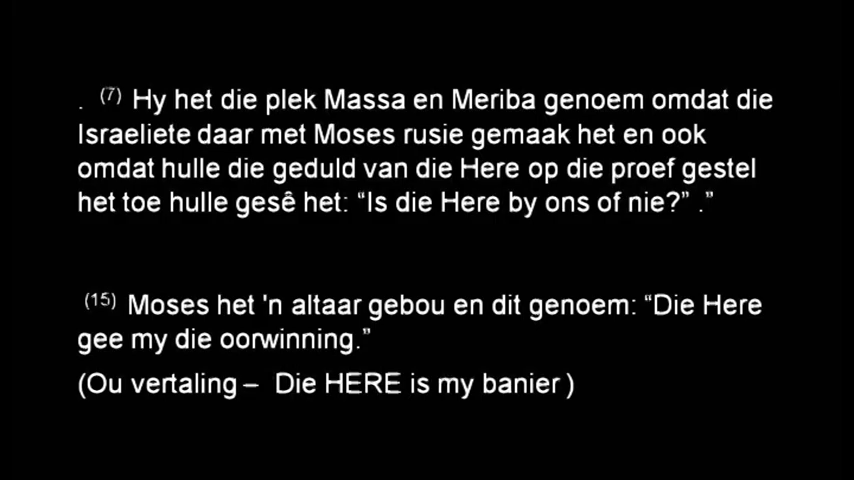 . (7) Hy het die plek Massa en Meriba genoem omdat die
Israeliete daar met Moses rusie gemaak het en ook
omdat hulle die geduld van die Here op die proef gestel
het toe hulle gesê het: “Is die Here by ons of nie?” .”
(15) Moses het 'n altaar gebou en dit genoem: “Die Here
gee my die oorwinning.”
(Ou vertaling – Die HERE is my banier )